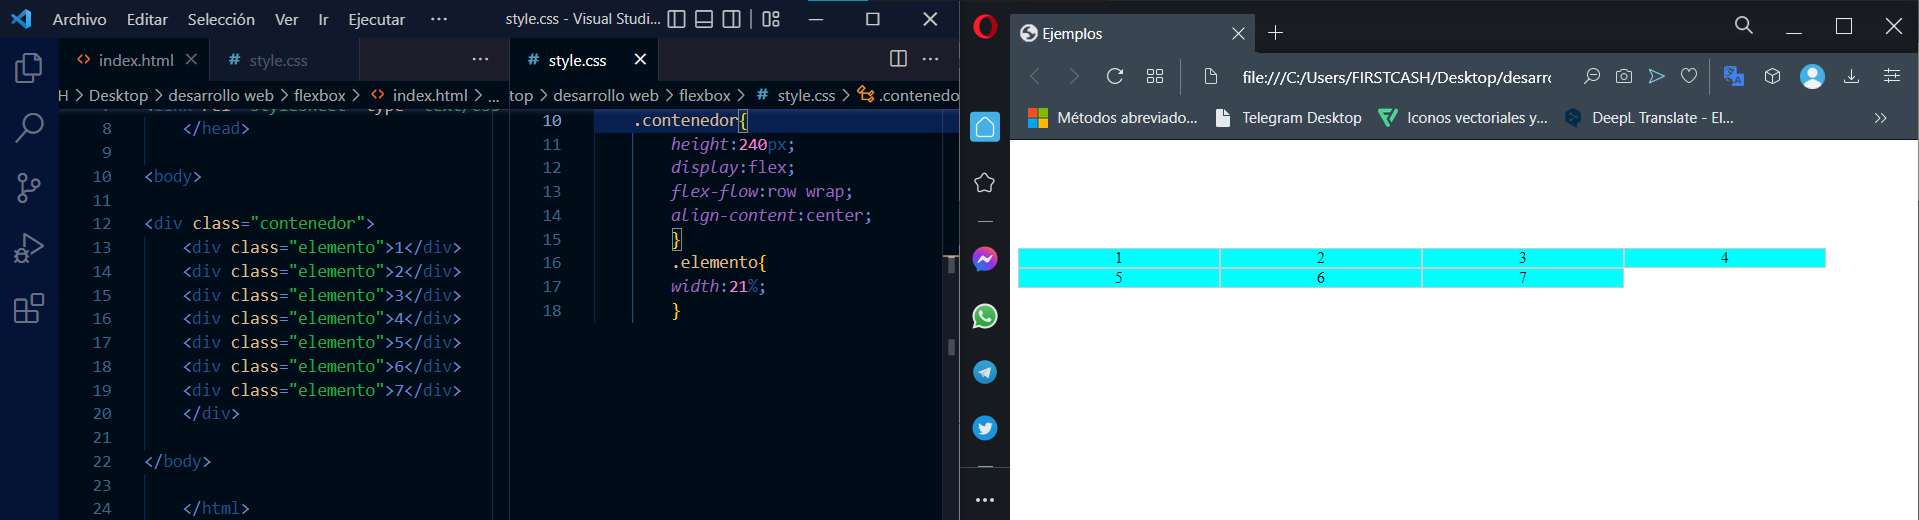 Archivo Editar Selección Ver Ir Ejecutar ··· style.css - Visual Studi...
index.html style.css ···
H > Desktop > desarrollo web > flexbox > index.html > ...
8 </head>
9
10 <body>
11
12 <div class="contenedor">
13 <div class="elemento">1</div>
14 <div class="elemento">2</div>
15 <div class="elemento">3</div>
16 <div class="elemento">4</div>
17 <div class="elemento">5</div>
18 <div class="elemento">6</div>
19 <div class="elemento">7</div>
20 </div>
21
22 </body>
23
24 </html>
# style.css ···
top > desarrollo web > flexbox > # style.css > .contenedo
10 .contenedor{
11 height:240px;
12 display:flex;
13 flex-flow:row wrap;
14 align-content:center;
15 }
16 .elemento{
17 width:21%;
18 }
Ejemplos
file:///C:/Users/FIRSTCASH/Desktop/desarro
Métodos abreviado... Telegram Desktop Iconos vectoriales y... DeepL Translate - El... »
1 2 3 4
5 6 7